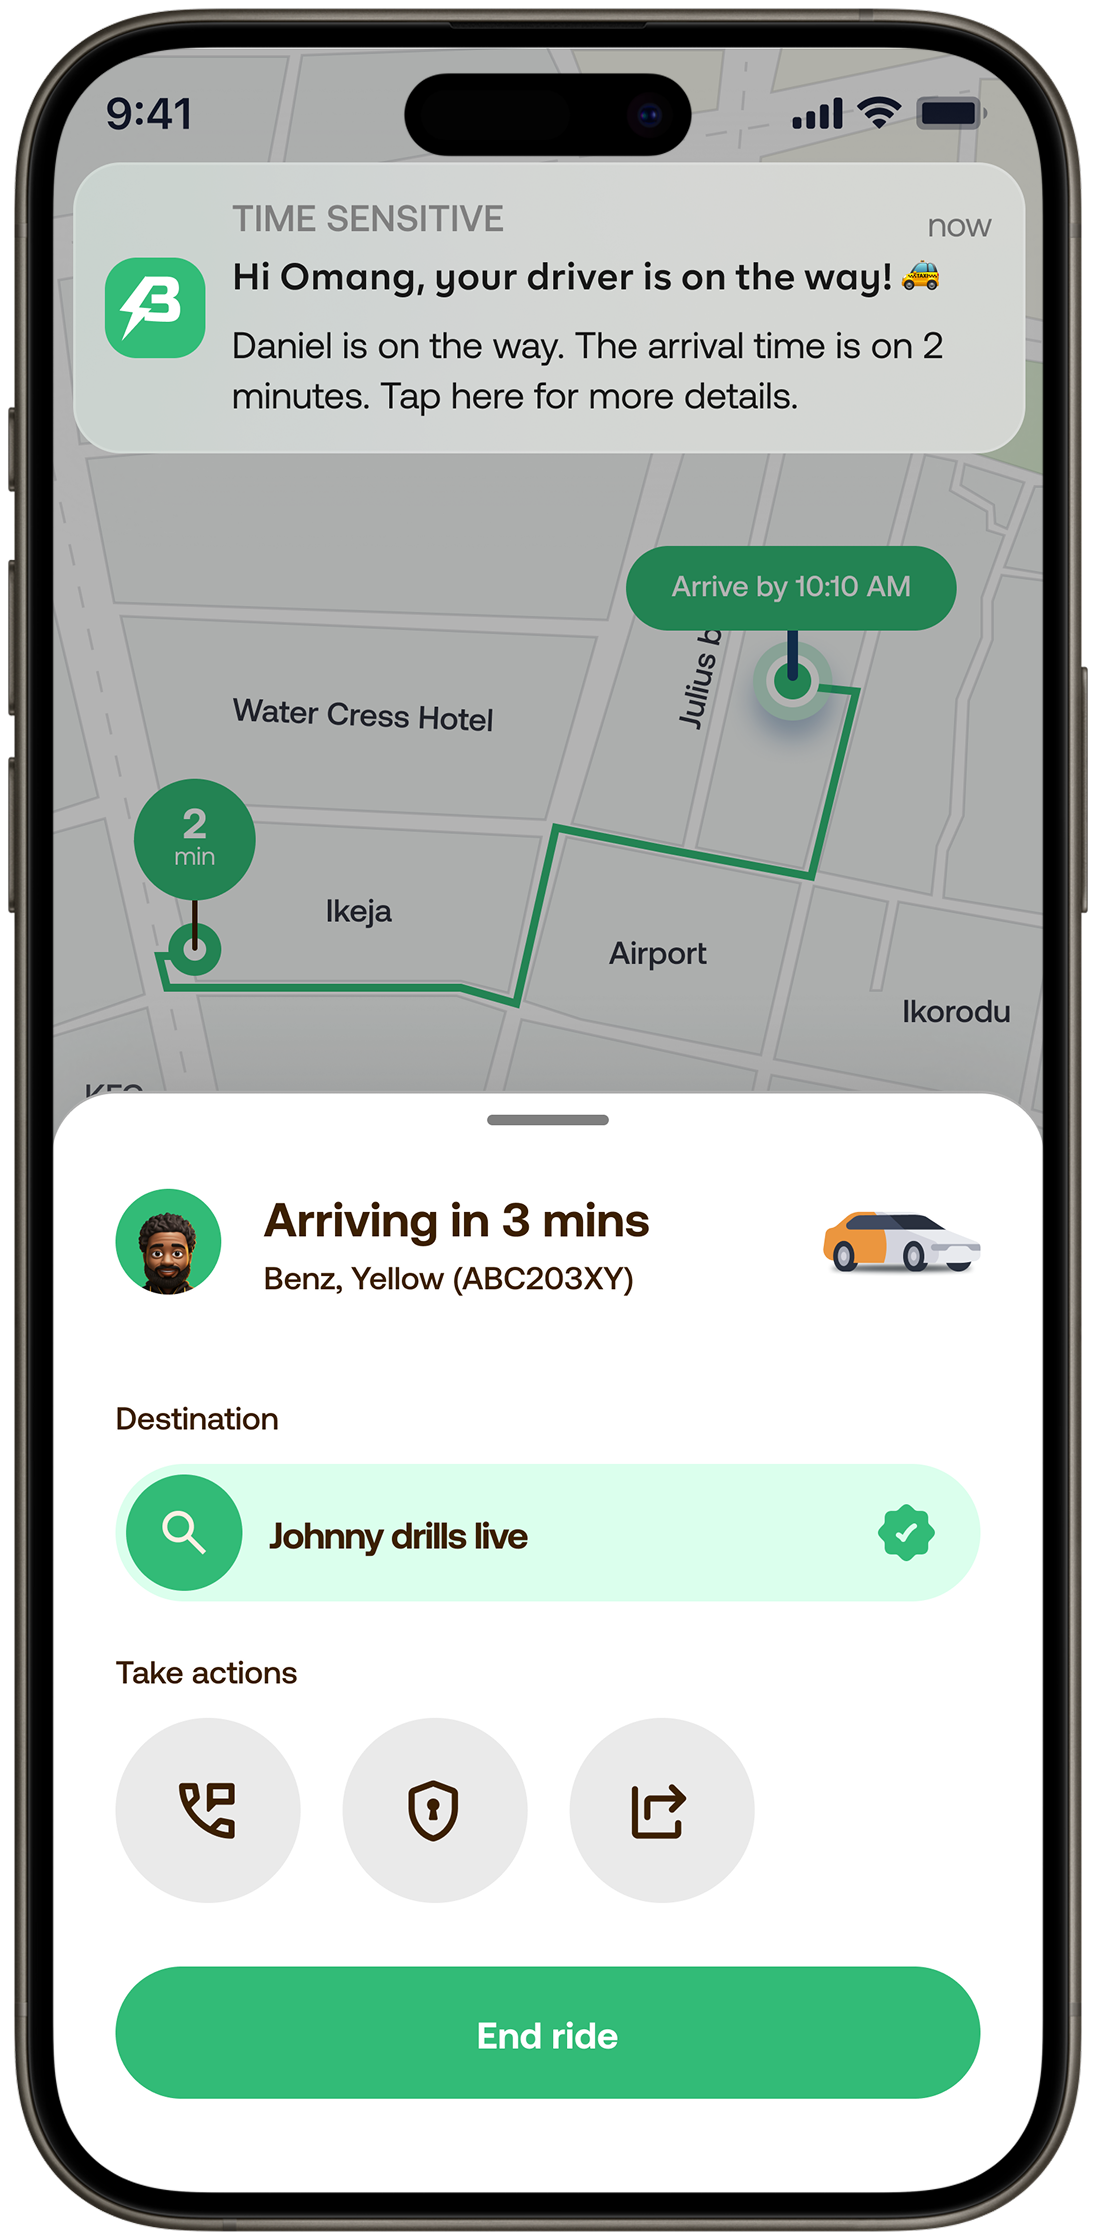 9:41
TIME SENSITIVE
now
Hi Omang, your driver is on the way! 🚖
Daniel is on the way. The arrival time is on 2
minutes. Tap here for more details.
Arrive by 10:10 AM
Julius b
Water Cress Hotel
2
min
Ikeja
Airport
Ikorodu
KFC
Arriving in 3 mins
Benz, Yellow (ABC203XY)
Destination
Johnny drills live
Take actions
End ride